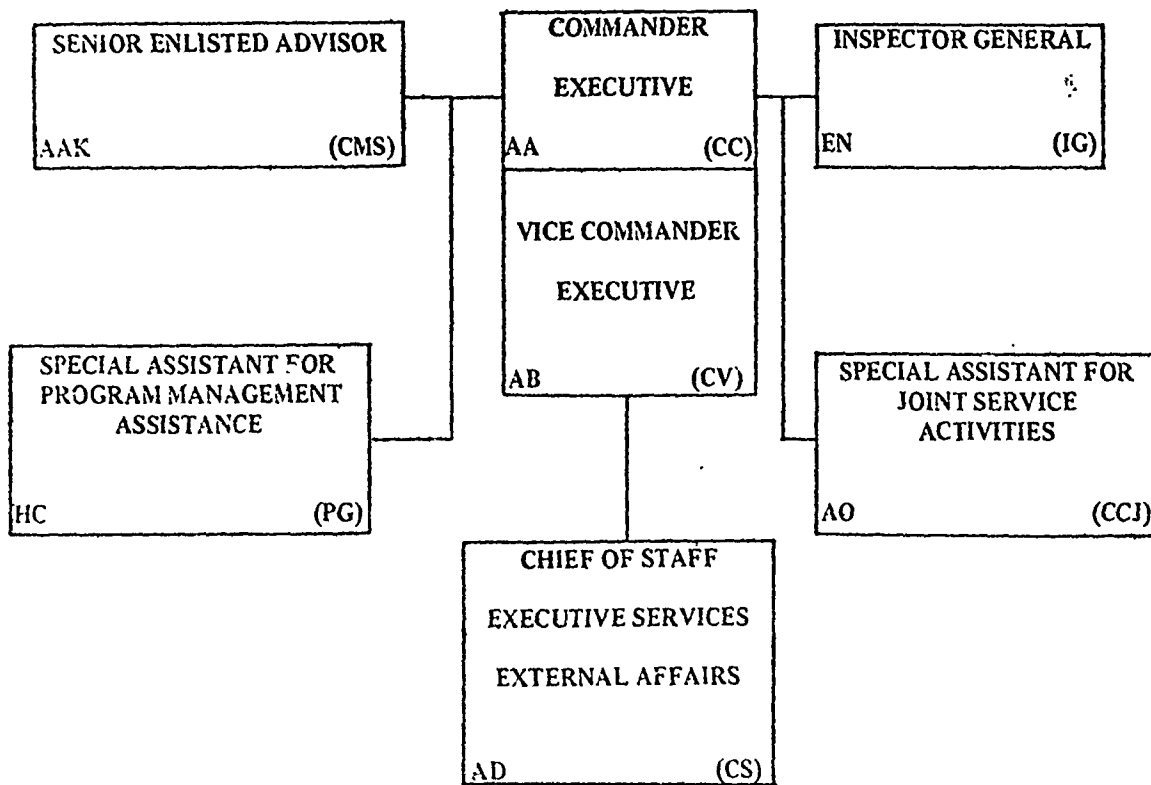 SENIOR ENLISTED ADVISOR
AAK (CMS)
COMMANDER
EXECUTIVE
AA (CC)
INSPECTOR GENERAL
EN (IG)
VICE COMMANDER
EXECUTIVE
AB (CV)
SPECIAL ASSISTANT FOR
PROGRAM MANAGEMENT
ASSISTANCE
HC (PG)
SPECIAL ASSISTANT FOR
JOINT SERVICE
ACTIVITIES
AO (CCJ)
CHIEF OF STAFF
EXECUTIVE SERVICES
EXTERNAL AFFAIRS
AD (CS)